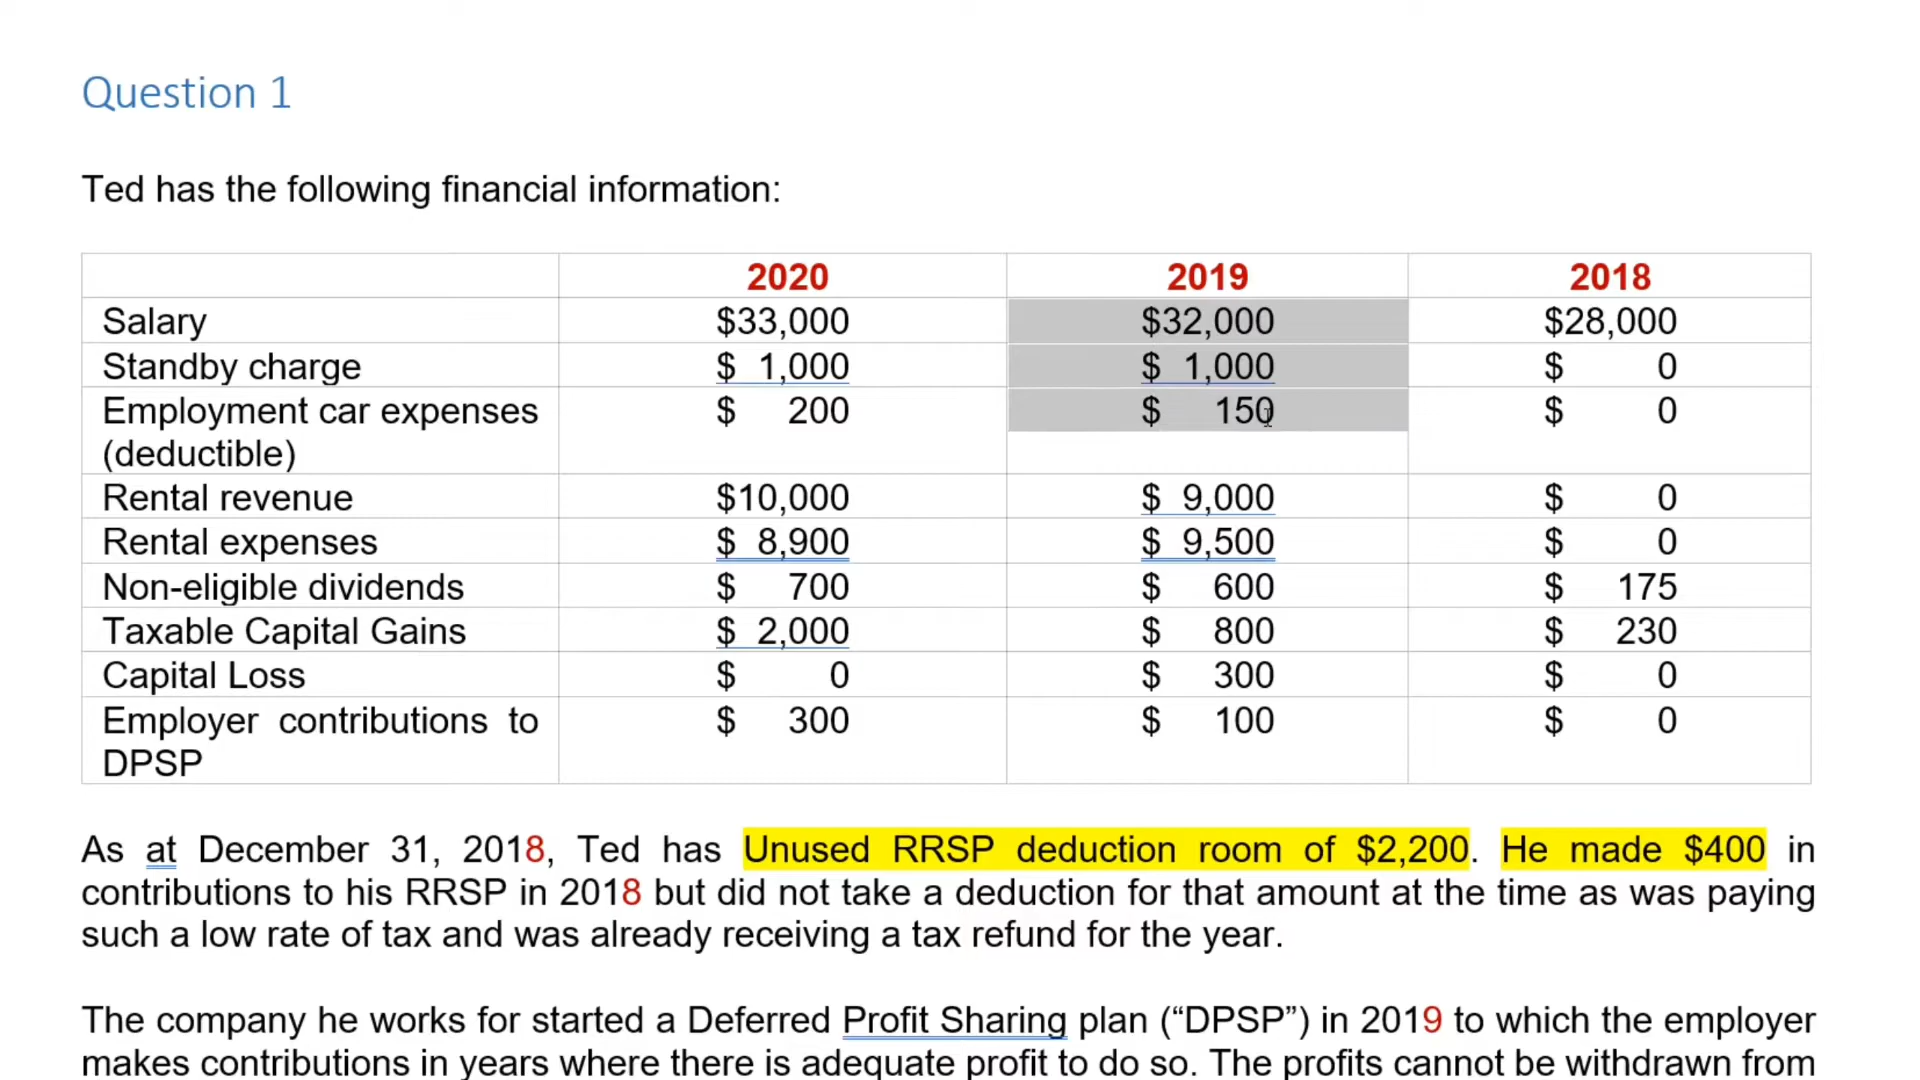 Question 1
Ted has the following financial information:
2020 2019 2018
Salary $33,000 $32,000 $28,000
Standby charge $ 1,000 $ 1,000 $ 0
Employment car expenses $ 200 $ 150 $ 0
(deductible)
Rental revenue $10,000 $ 9,000 $ 0
Rental expenses $ 8,900 $ 9,500 $ 0
Non-eligible dividends $ 700 $ 600 $ 175
Taxable Capital Gains $ 2,000 $ 800 $ 230
Capital Loss $ 0 $ 300 $ 0
Employer contributions to $ 300 $ 100 $ 0
DPSP
As at December 31, 2018, Ted has Unused RRSP deduction room of $2,200. He made $400 in
contributions to his RRSP in 2018 but did not take a deduction for that amount at the time as was paying
such a low rate of tax and was already receiving a tax refund for the year.
The company he works for started a Deferred Profit Sharing plan (“DPSP”) in 2019 to which the employer
makes contributions in years where there is adequate profit to do so. The profits cannot be withdrawn from